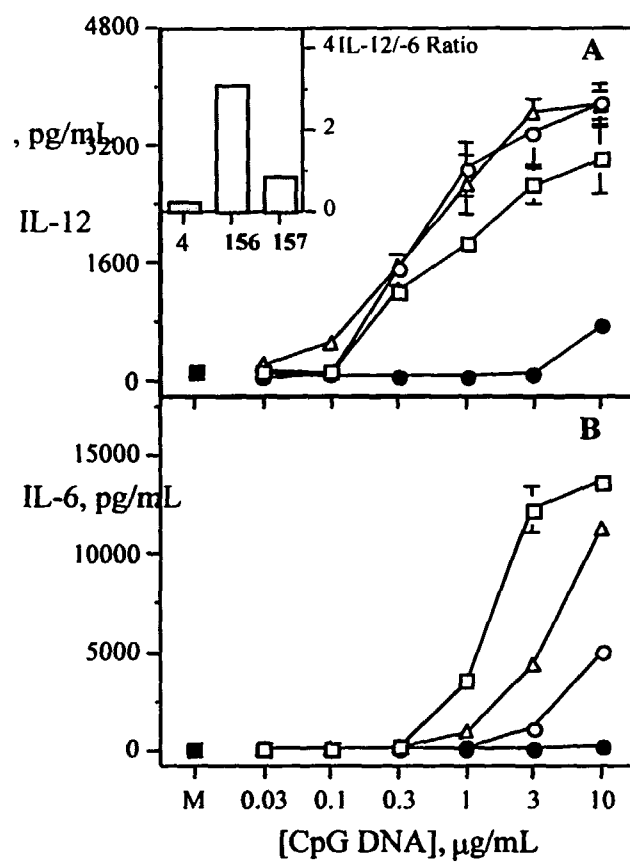 4800
4 IL-12/-6 Ratio
A
, pg/mL
3200
2
0
IL-12
4 156 157
1600
0
B
15000
IL-6, pg/mL
10000
5000
0
M 0.03 0.1 0.3 1 3 10
[CpG DNA], μg/mL